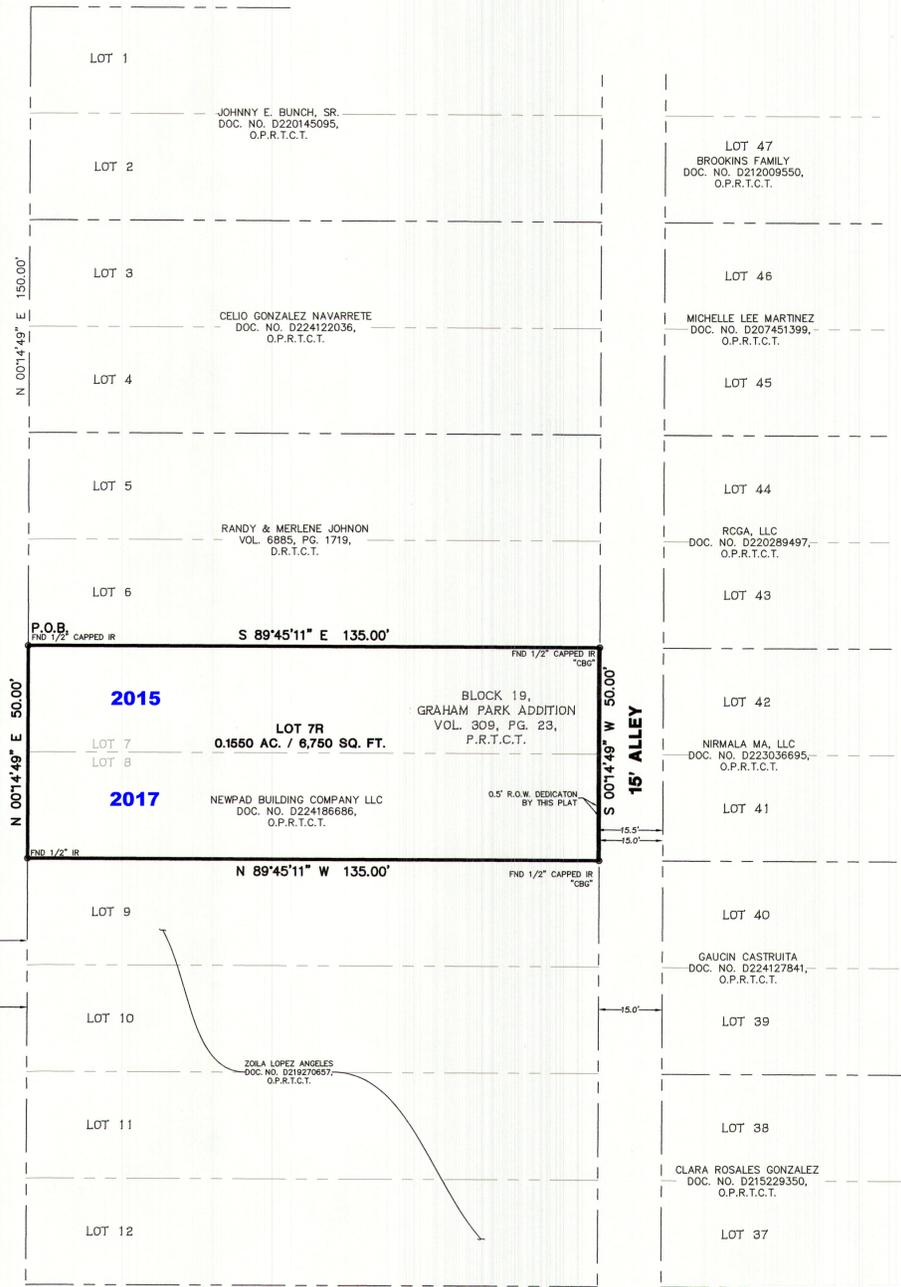 LOT 1
JOHNNY E. BUNCH, SR.
DOC. NO. D220145095,
O.P.R.T.C.T.
LOT 2
LOT 47
BROOKINS FAMILY
DOC. NO. D212009550,
O.P.R.T.C.T.
N 00°14'49" E 150.00'
LOT 3
CELIO GONZALEZ NAVARRETE
DOC. NO. D224122036,
O.P.R.T.C.T.
LOT 4
LOT 46
MICHELLE LEE MARTINEZ
DOC. NO. D207451399,
O.P.R.T.C.T.
LOT 45
LOT 5
RANDY & MERLENE JOHNON
VOL. 6885, PG. 1719,
D.R.T.C.T.
LOT 6
LOT 44
RCGA, LLC
DOC. NO. D220289497,
O.P.R.T.C.T.
LOT 43
P.O.B.
FND 1/2" CAPPED IR
S 89°45'11" E 135.00'
FND 1/2" CAPPED IR
"CBG"
N 00°14'49" E 50.00'
2015
LOT 7
LOT 8
2017
LOT 7R
0.1550 AC. / 6,750 SQ. FT.
BLOCK 19,
GRAHAM PARK ADDITION
VOL. 309, PG. 23,
P.R.T.C.T.
NEWPAD BUILDING COMPANY LLC
DOC. NO. D224186686,
O.P.R.T.C.T.
0.5' R.O.W. DEDICATON
BY THIS PLAT
S 00°14'49" W 50.00'
15' ALLEY
15.5'
15.0'
LOT 42
NIRMALA MA, LLC
DOC. NO. D223036695,
O.P.R.T.C.T.
LOT 41
FND 1/2" IR
N 89°45'11" W 135.00'
FND 1/2" CAPPED IR
"CBG"
LOT 9
LOT 10
ZOILA LOPEZ ANGELES
DOC. NO. D219270657,
O.P.R.T.C.T.
LOT 11
LOT 12
15.0'
LOT 40
GAUCIN CASTRUITA
DOC. NO. D224127841,
O.P.R.T.C.T.
LOT 39
LOT 38
CLARA ROSALES GONZALEZ
DOC. NO. D215229350,
O.P.R.T.C.T.
LOT 37